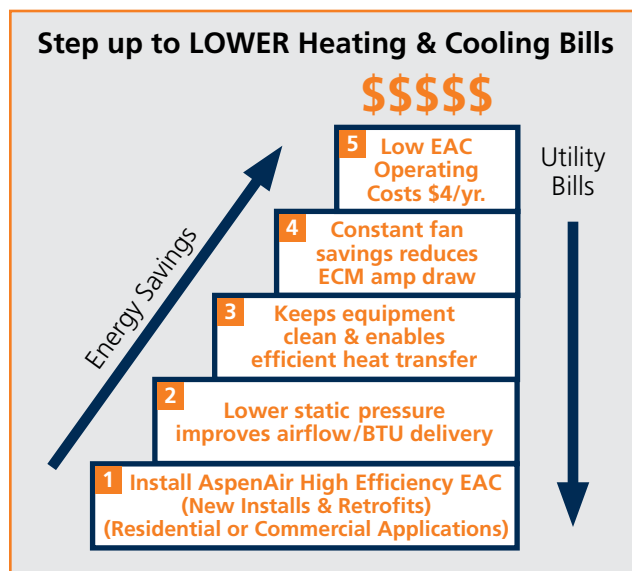 Step up to LOWER Heating & Cooling Bills
$$$$$
5
Low EAC
Operating
Costs $4/yr.
Utility
Bills
4
Constant fan
savings reduces
ECM amp draw
Energy Savings
3
Keeps equipment
clean & enables
efficient heat transfer
2
Lower static pressure
improves airflow/BTU delivery
1
Install AspenAir High Efficiency EAC
(New Installs & Retrofits)
(Residential or Commercial Applications)